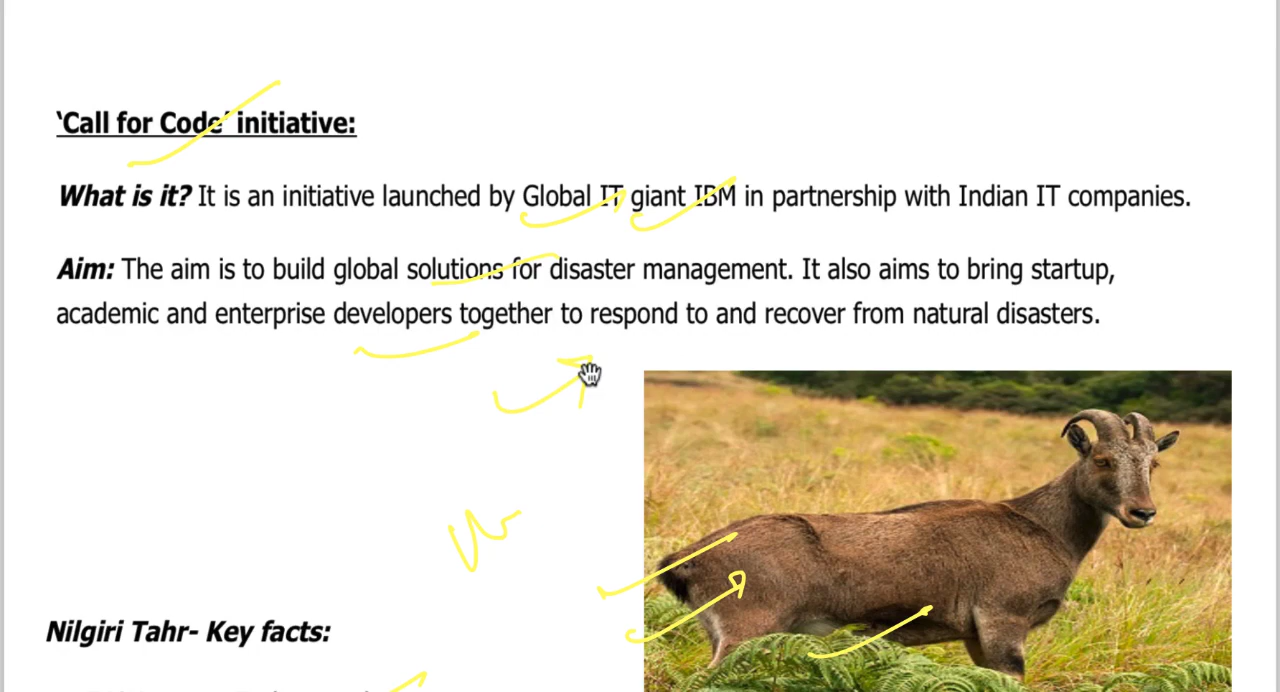 ‘Call for Code’ initiative:
What is it? It is an initiative launched by Global IT giant IBM in partnership with Indian IT companies.
Aim: The aim is to build global solutions for disaster management. It also aims to bring startup,
academic and enterprise developers together to respond to and recover from natural disasters.
Nilgiri Tahr- Key facts: